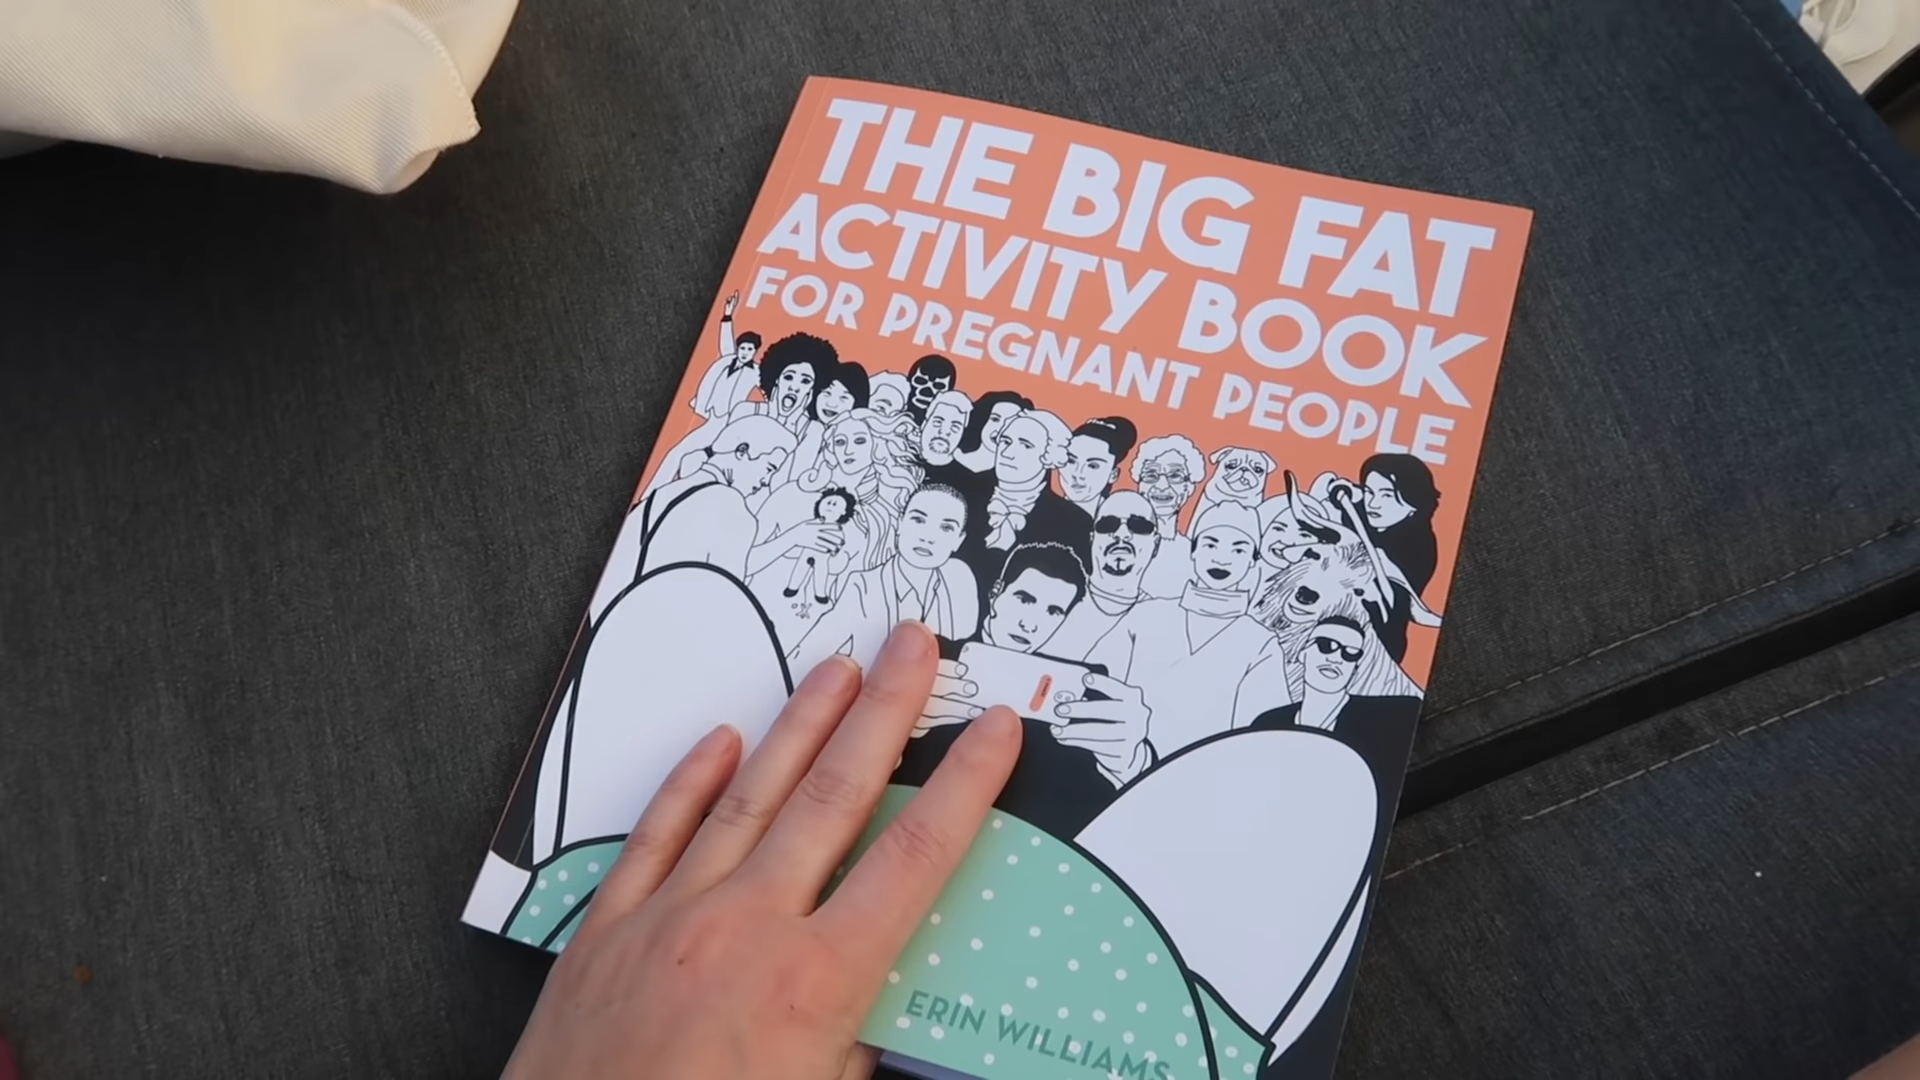 THE BIG FAT
ACTIVITY BOOK
FOR PREGNANT PEOPLE
ERIN WILLIAMS